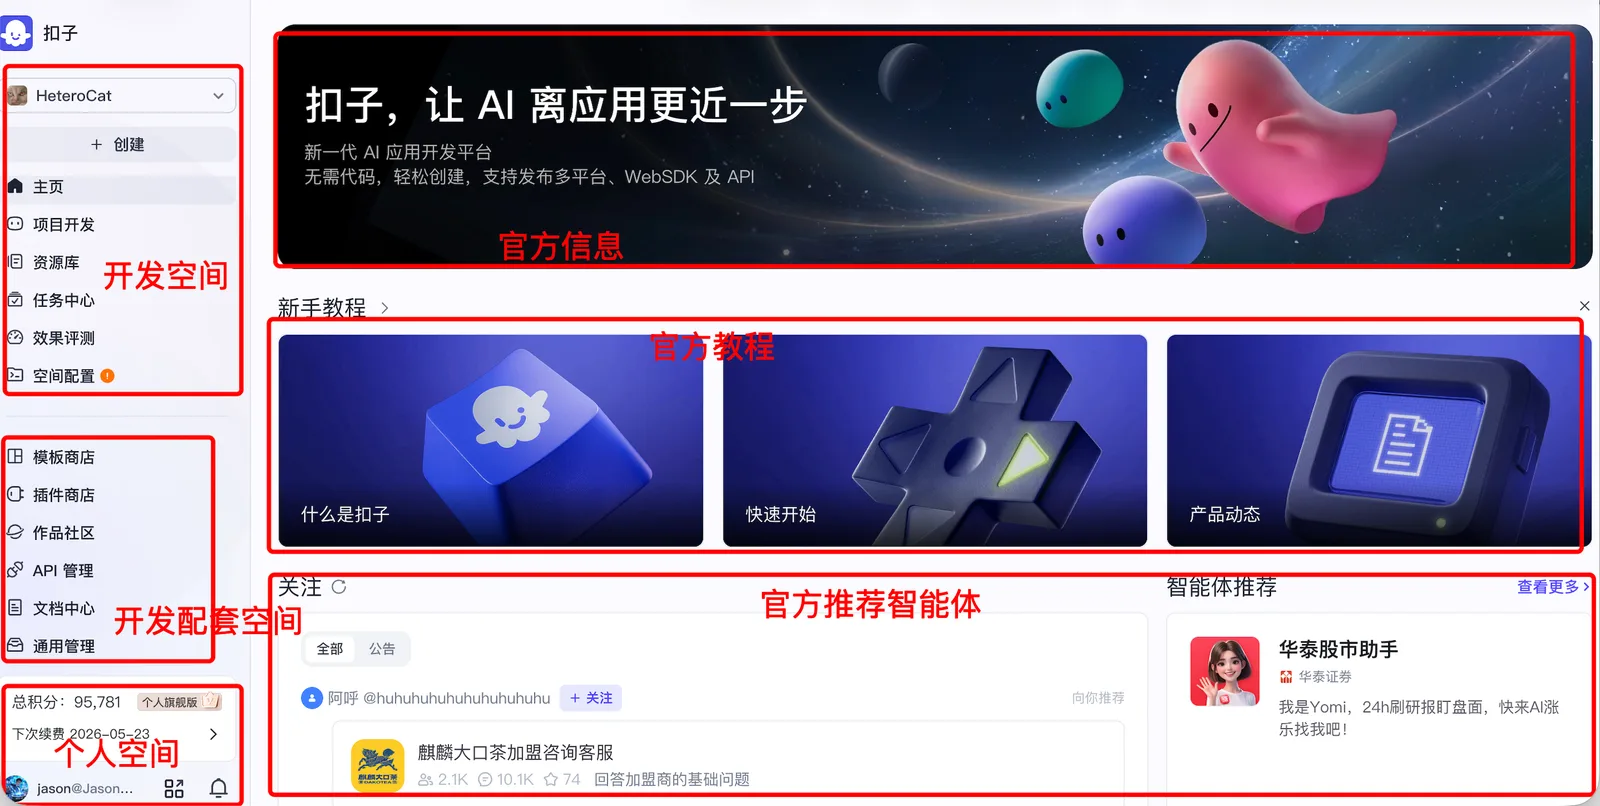 扣子
HeteroCat
+ 创建
主页
项目开发
资源库
开发空间
任务中心
效果评测
空间配置
模板商店
插件商店
作品社区
API 管理
文档中心
开发配套空间
通用管理
总积分：95,781 个人旗舰版
下次续费 2026-05-23
个人空间
jason@Jason...
扣子，让 AI 离应用更近一步
新一代 AI 应用开发平台
无需代码，轻松创建，支持发布多平台、WebSDK 及 API
官方信息
新手教程
官方教程
什么是扣子
快速开始
产品动态
关注
官方推荐智能体
全部 公告
阿呼 @huhuhuhuhuhuhuhuhuhu + 关注 向你推荐
麒麟大口茶
麒麟大口茶加盟咨询客服
2.1K 10.1K 74 回答加盟商的基础问题
智能体推荐 查看更多
华泰股市助手
华泰证券
我是Yomi，24h刷研报盯盘面，快来AI涨
乐找我吧！